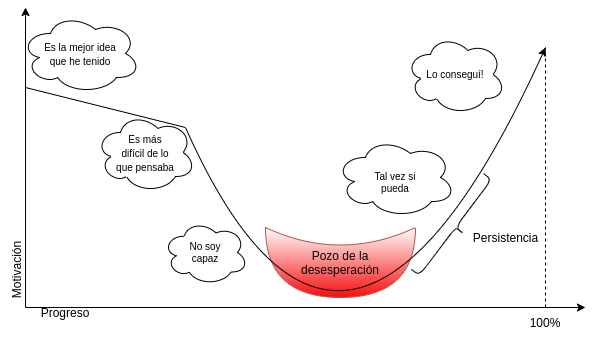 Es la mejor idea
que he tenido
Es más
difícil de lo
que pensaba
No soy
capaz
Pozo de la
desesperación
Tal vez si
pueda
Lo conseguí!
Persistencia
Motivación
Progreso
100%